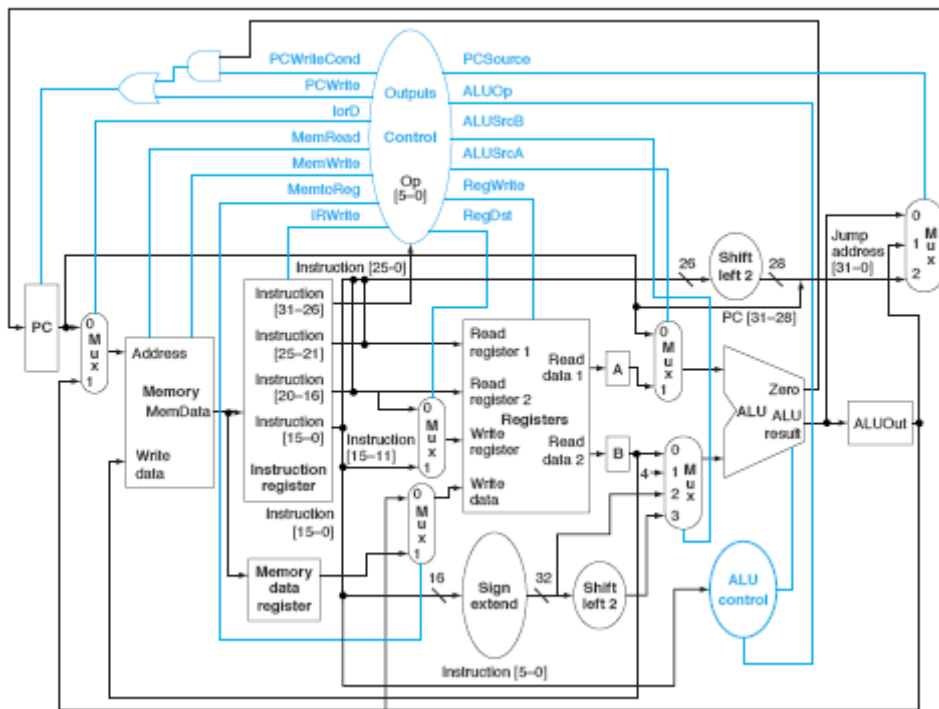 PCWriteCond
PCSource
PCWrite
Outputs
ALUOp
IorD
ALUSrcB
MemRead
Control
ALUSrcA
MemWrite
RegWrite
MemtoReg
Op
[5–0]
IRWrite
RegDst
Instruction [25–0]
26
Shift
left 2
28
Jump
address
[31–0]
0
1
2
M
u
x
PC [31–28]
PC
0
M
u
x
1
Address
Memory
MemData
Write
data
Instruction
[31–26]
Instruction
[25–21]
Instruction
[20–16]
Instruction
[15–0]
Instruction
register
Instruction
[15–11]
Instruction
[15–0]
0
M
u
x
1
Read
register 1
Read
register 2
Registers
Write
register
Write
data
Read
data 1
Read
data 2
A
B
0
M
u
x
1
0
M
u
x
1
4
0
1
2
3
M
u
x
Zero
ALU
ALU
result
ALUOut
Memory
data
register
16
Sign
extend
32
Shift
left 2
ALU
control
Instruction [5–0]